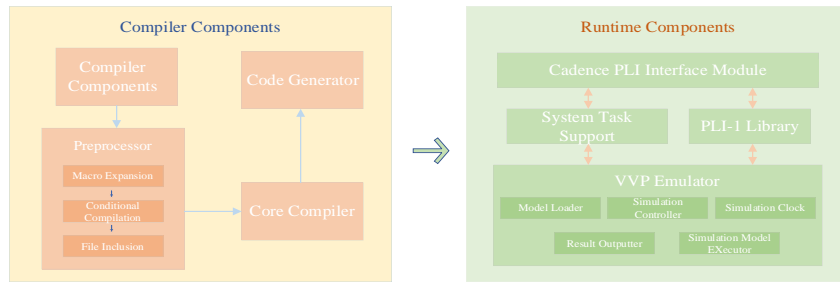 Compiler Components
Compiler
Components
Code Generator
Preprocessor
Macro Expansion
Conditional
Compilation
File Inclusion
Core Compiler
Runtime Components
Cadence PLI Interface Module
System Task
Support
PLI-1 Library
VVP Emulator
Model Loader
Simulation
Controller
Simulation Clock
Result Outputter
Simulation Model
EXecutor